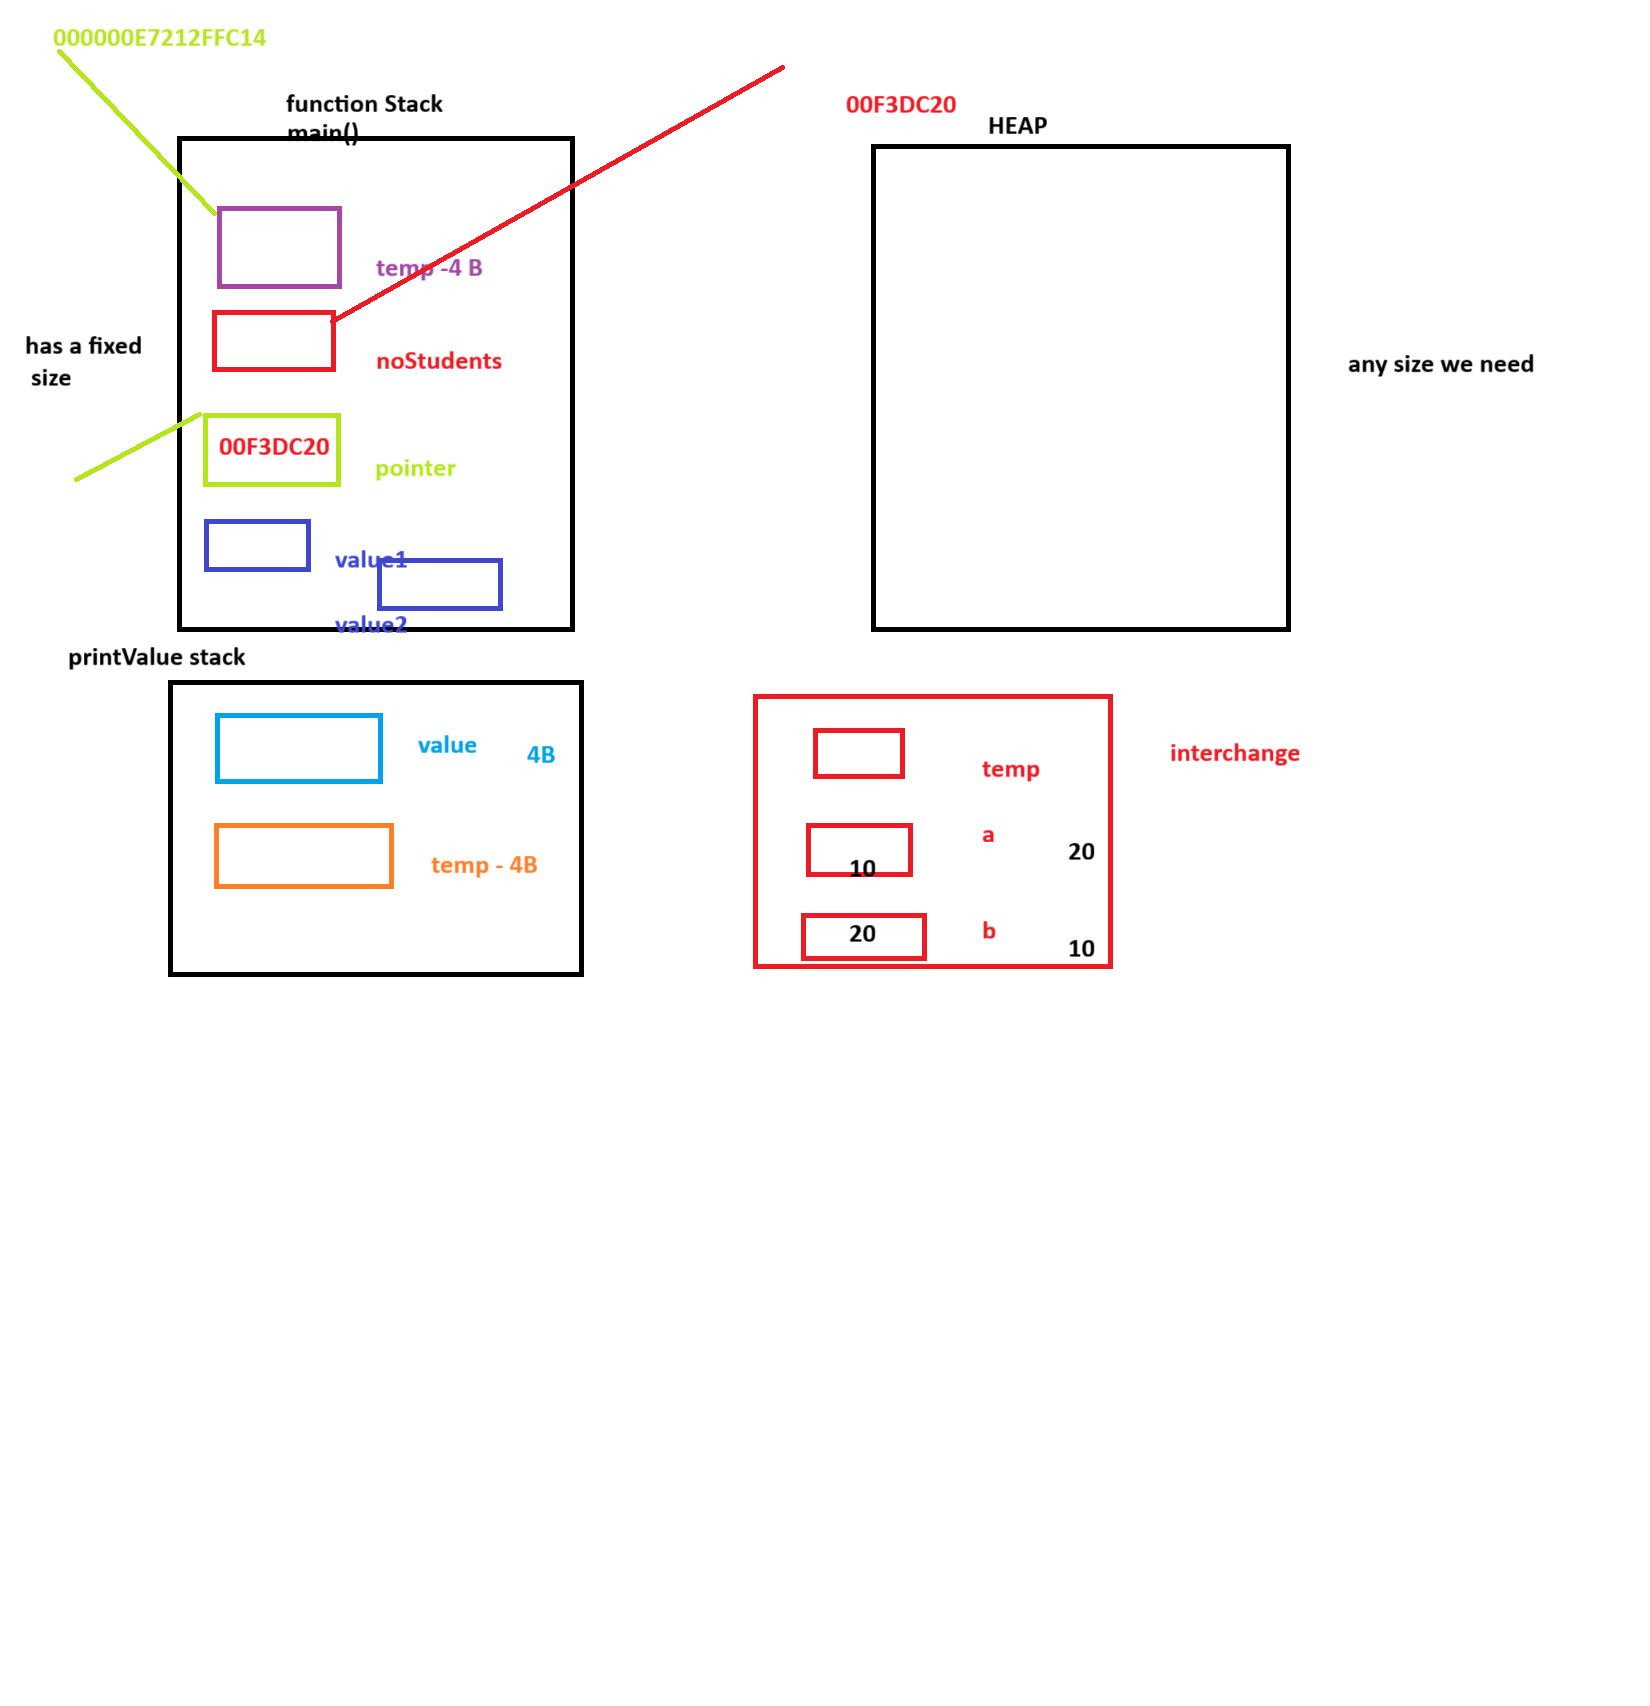 000000E7212FFC14
function Stack
main()
00F3DC20
HEAP
temp -4 B
has a fixed
size
noStudents
any size we need
00F3DC20
pointer
value1
value2
printValue stack
value
4B
temp - 4B
interchange
temp
a
20
10
20
b
10